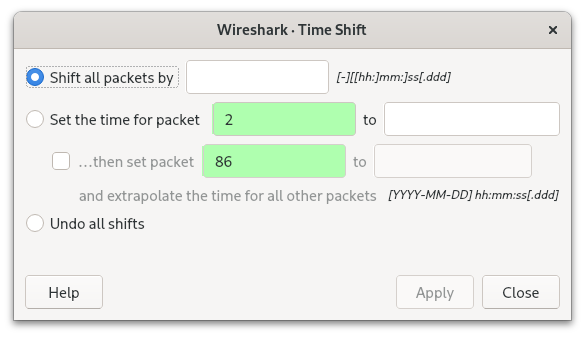 Wireshark · Time Shift
Shift all packets by [-][[hh:]mm:]ss[.ddd]
Set the time for packet 2 to
...then set packet 86 to
and extrapolate the time for all other packets [YYYY-MM-DD] hh:mm:ss[.ddd]
Undo all shifts
Help Apply Close